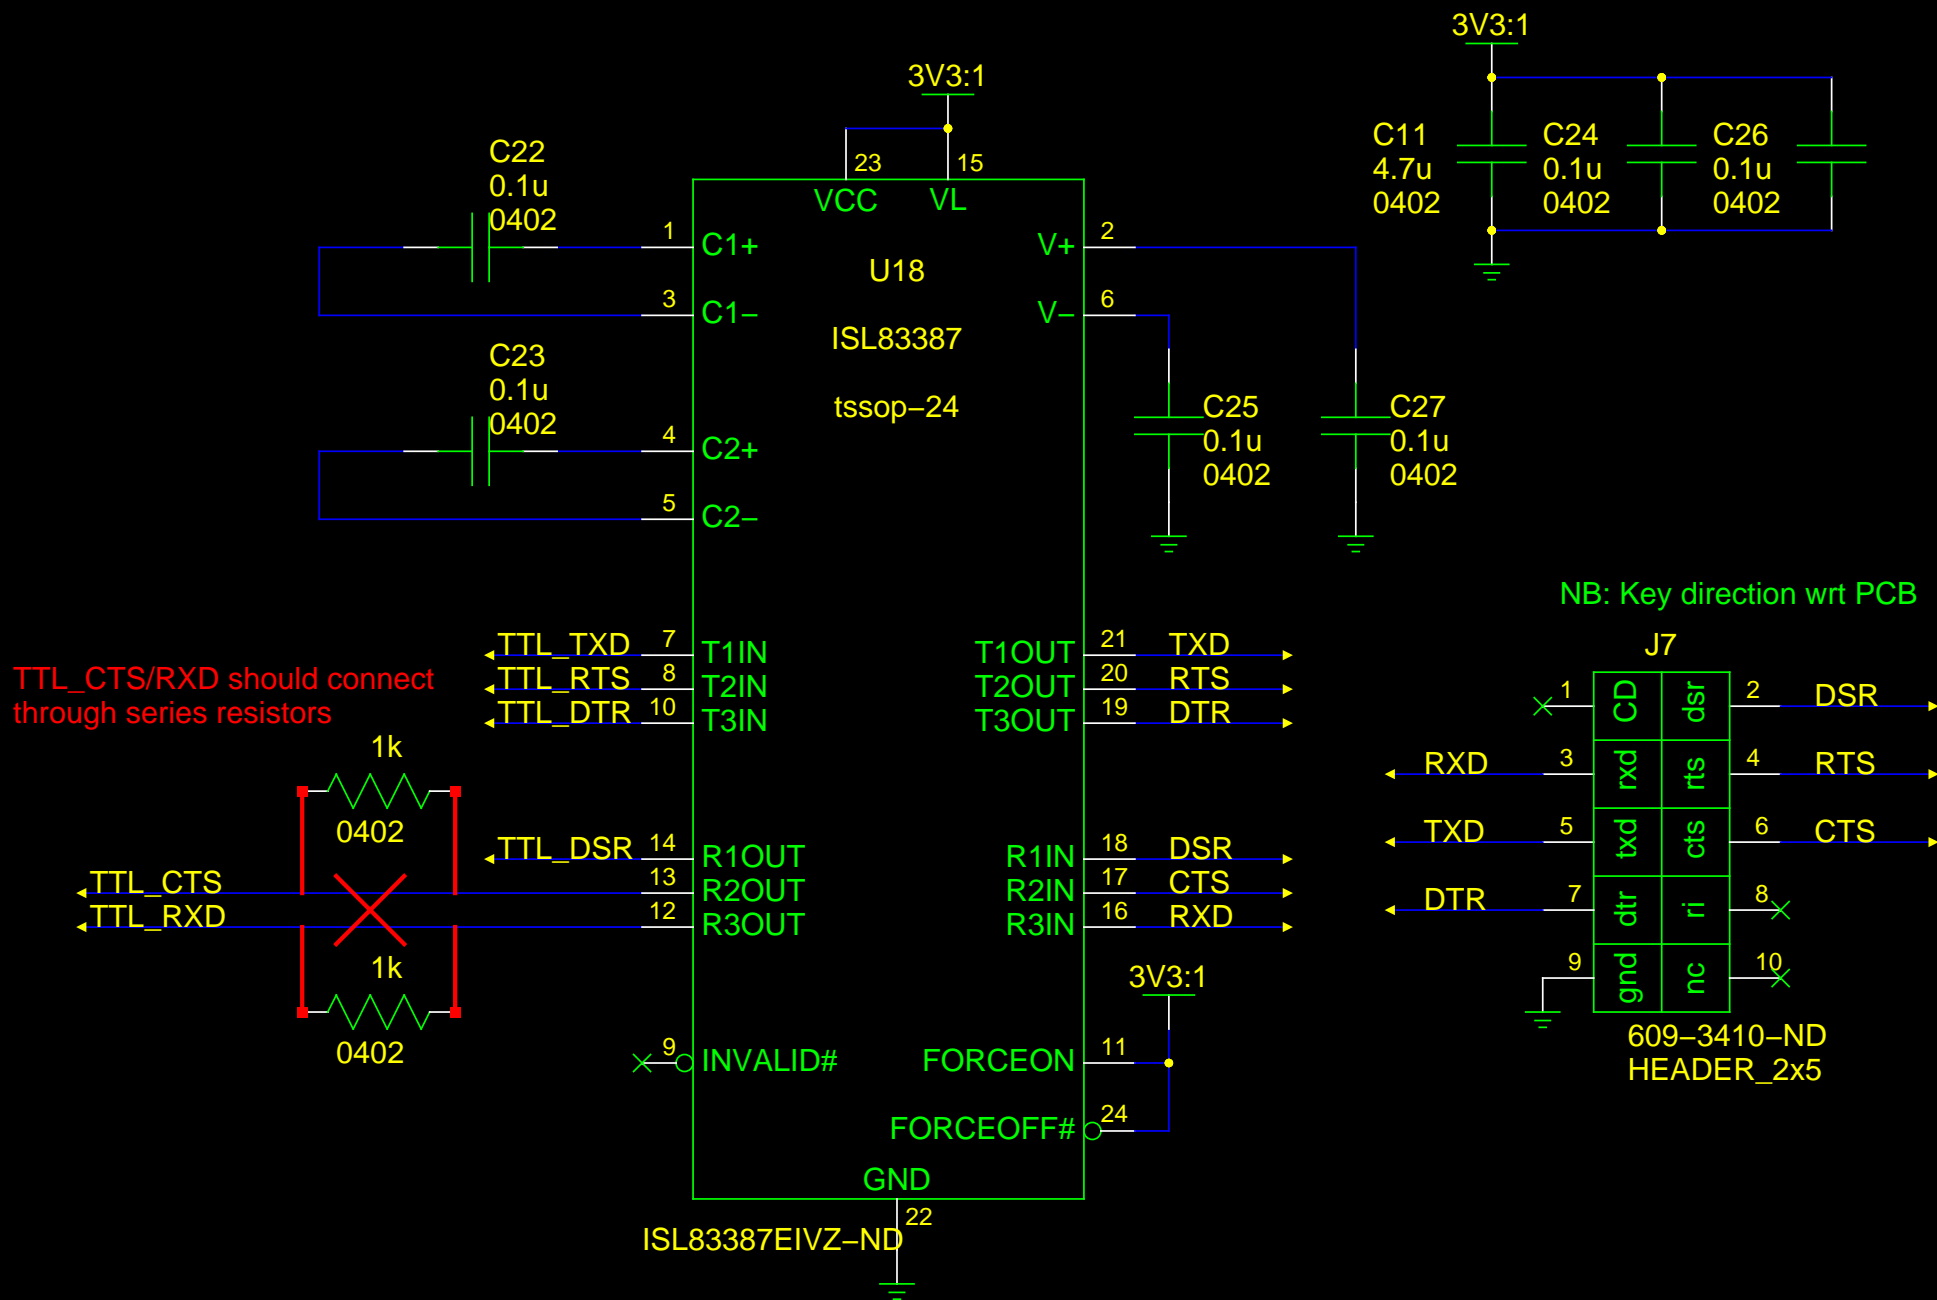 3V3:1
C11
4.7u
0402
C24
0.1u
0402
C26
0.1u
0402
3V3:1
23
15
VCC
VL
C22
0.1u
0402
1
C1+
3
C1−
C23
0.1u
0402
4
C2+
5
C2−
U18
ISL83387
tssop−24
2
V+
6
V−
C25
0.1u
0402
C27
0.1u
0402
TTL_TXD
7
T1IN
TTL_RTS
8
T2IN
TTL_DTR
10
T3IN
T1OUT
21
TXD
T2OUT
20
RTS
T3OUT
19
DTR
TTL_CTS/RXD should connect
through series resistors
1k
0402
TTL_DSR
14
R1OUT
TTL_CTS
13
R2OUT
TTL_RXD
12
R3OUT
1k
0402
R1IN
18
DSR
R2IN
17
CTS
R3IN
16
RXD
3V3:1
9
INVALID#
FORCEON
11
FORCEOFF#
24
GND
22
ISL83387EIVZ−ND
NB: Key direction wrt PCB
J7
1
CD
dsr
2
DSR
RXD
3
rxd
rts
4
RTS
TXD
5
txd
cts
6
CTS
DTR
7
dtr
ri
8
9
gnd
nc
10
609−3410−ND
HEADER_2x5